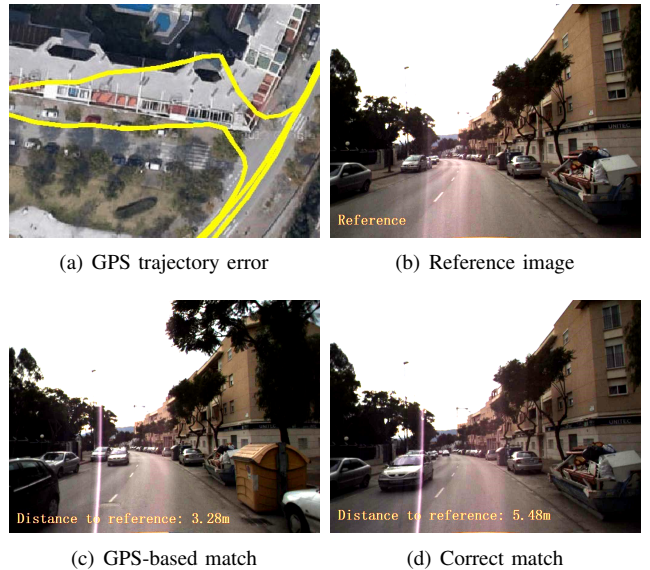 (a) GPS trajectory error
Reference
(b) Reference image
Distance to reference: 3.28m
(c) GPS-based match
Distance to reference: 5.48m
(d) Correct match